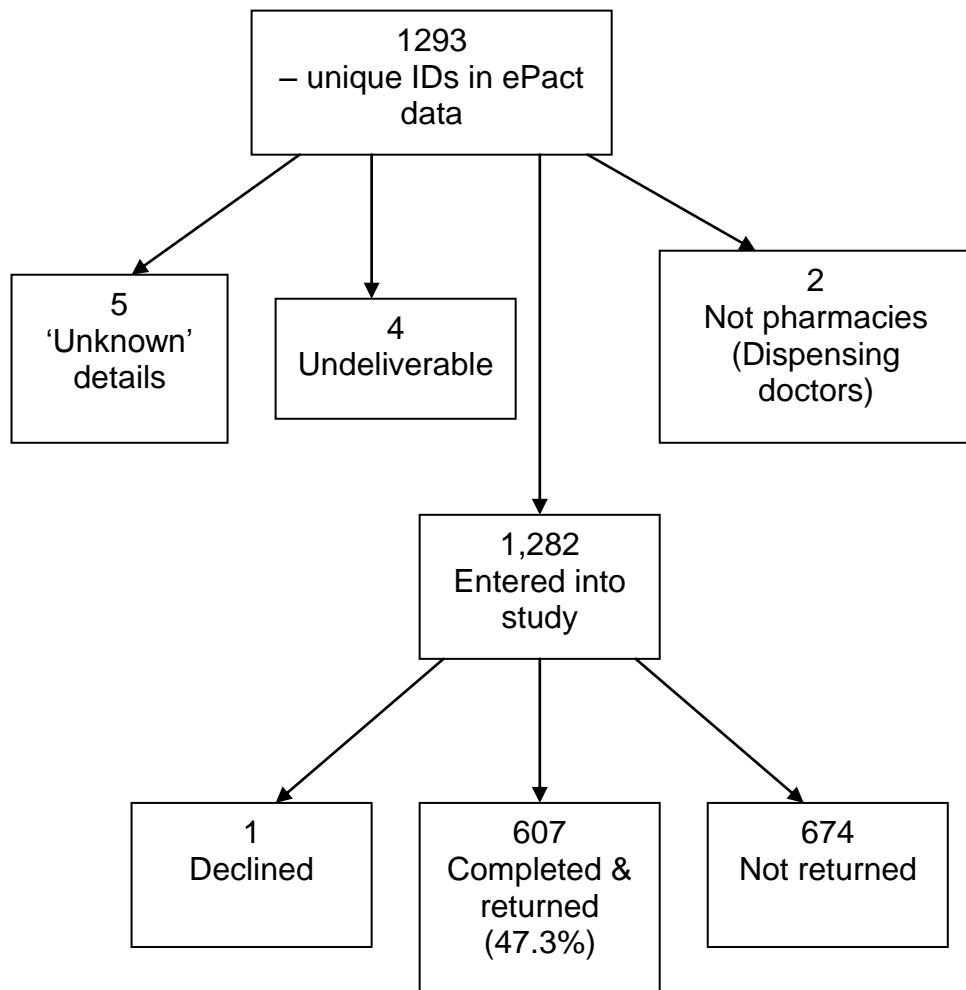 1293
– unique IDs in ePact
data
5
‘Unknown’
details
4
Undeliverable
2
Not pharmacies
(Dispensing
doctors)
1,282
Entered into
study
1
Declined
607
Completed &
returned
(47.3%)
674
Not returned